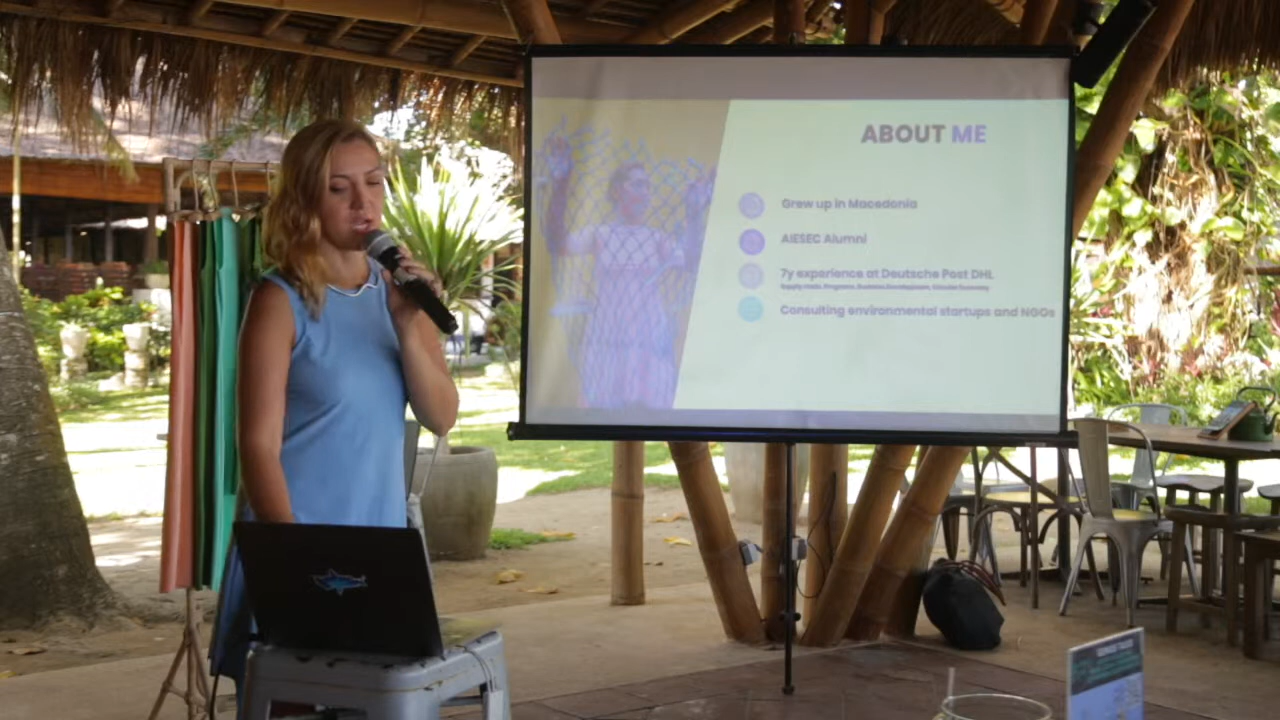 ABOUT ME
Grew up in Macedonia
AIESEC Alumni
7y experience at Deutsche Post DHL
Consulting environmental startups and NGOs